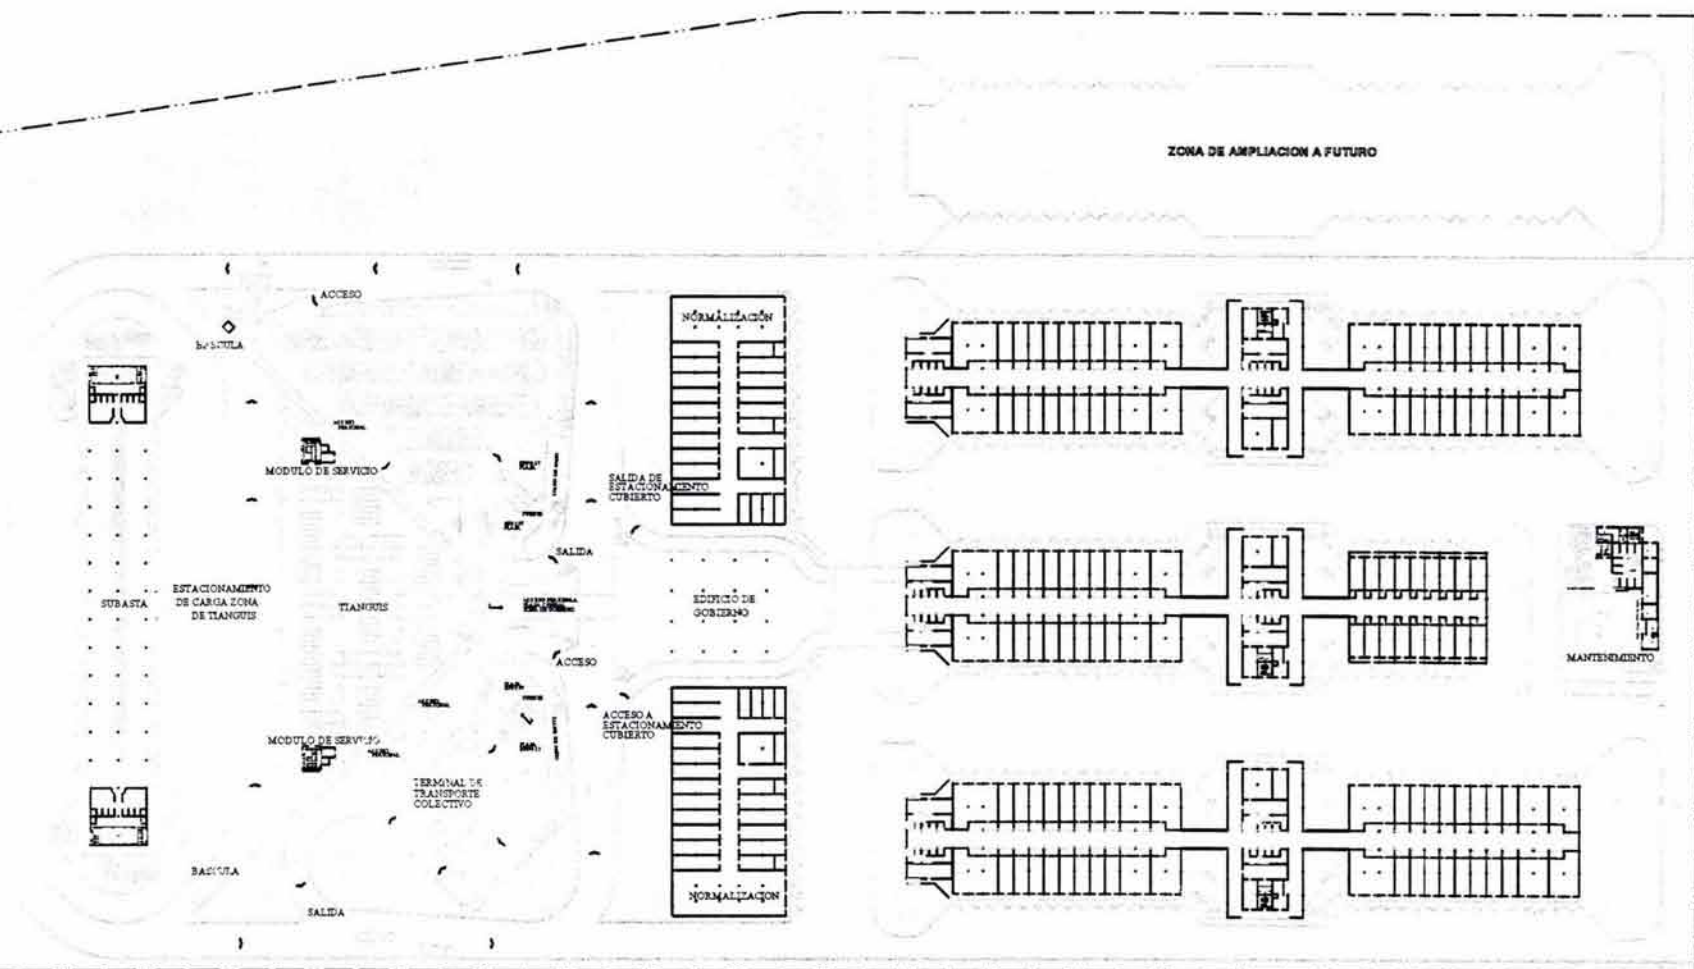 ZONA DE AMPLIACION A FUTURO
ACCESO
NORMALIZACIÓN
BASCULA
MODULO DE SERVICIO
SALIDA DE
ESTACIONAMIENTO
CUBIERTO
SALIDA
SUBASTA
ESTACIONAMIENTO
DE CARGA ZONA
DE TIANGUIS
TIANGUIS
EDIFICIO DE
GOBIERNO
ACCESO
MANTENIMIENTO
ACCESO A
ESTACIONAMIENTO
CUBIERTO
MODULO DE SERVICIO
TERMINAL DE
TRANSPORTE
COLECTIVO
BASCULA
NORMALIZACION
SALIDA